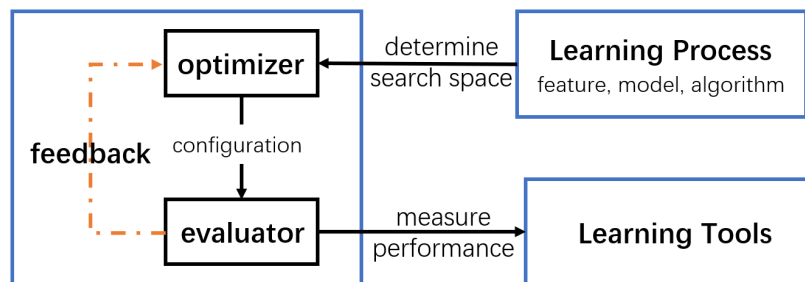 optimizer
determine
search space
Learning Process
feature, model, algorithm
feedback
configuration
evaluator
measure
performance
Learning Tools